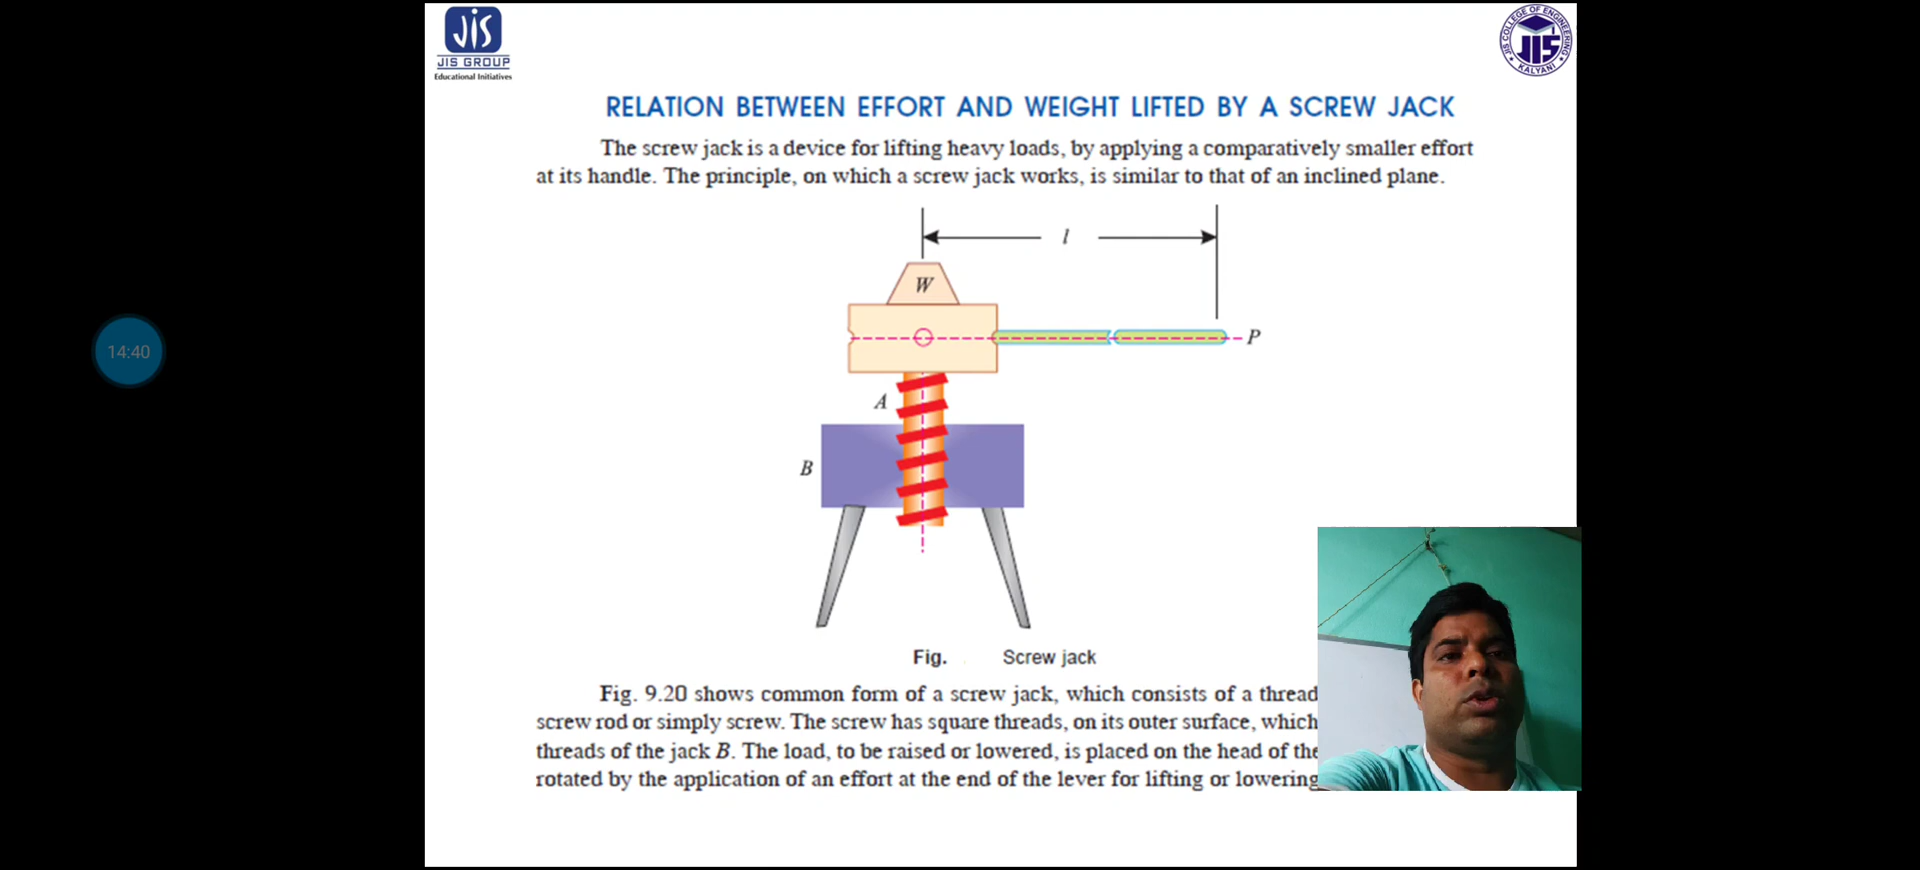 JIS
JIS GROUP
Educational Initiatives
JIS COLLEGE OF ENGINEERING
JIS
KALYANI
RELATION BETWEEN EFFORT AND WEIGHT LIFTED BY A SCREW JACK
The screw jack is a device for lifting heavy loads, by applying a comparatively smaller effort
at its handle. The principle, on which a screw jack works, is similar to that of an inclined plane.
l
W
P
14:40
A
B
Fig. Screw jack
Fig. 9.20 shows common form of a screw jack, which consists of a thread
screw rod or simply screw. The screw has square threads, on its outer surface, which
threads of the jack B. The load, to be raised or lowered, is placed on the head of the
rotated by the application of an effort at the end of the lever for lifting or lowering